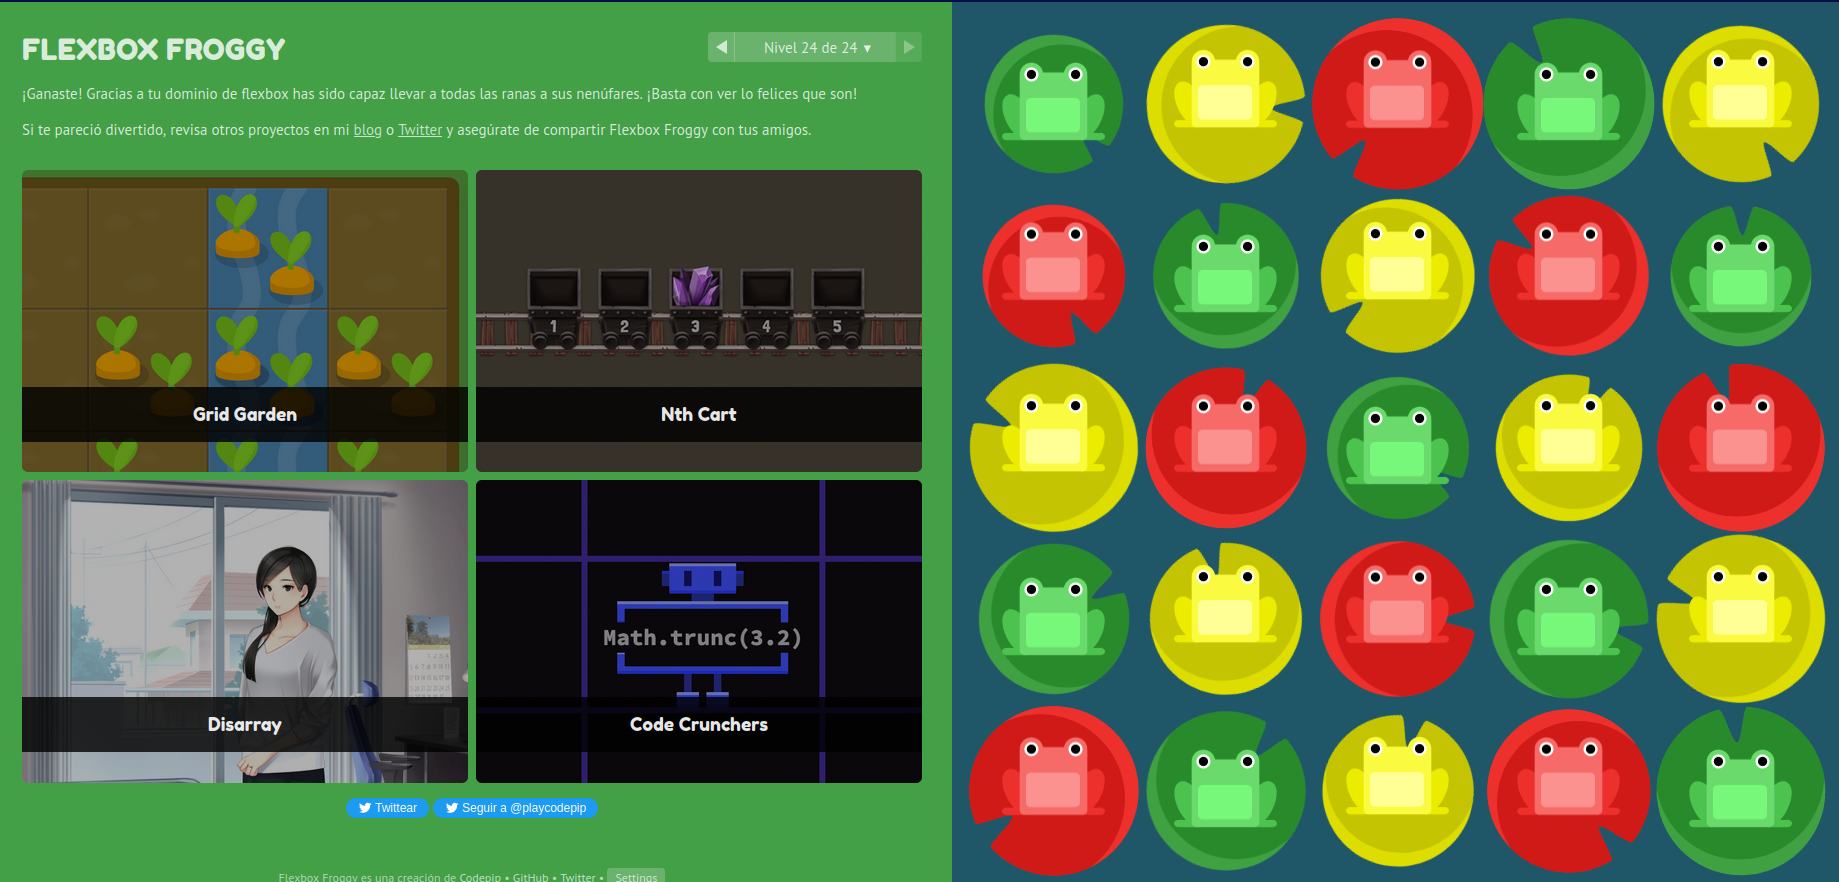 FLEXBOX FROGGY
Nivel 24 de 24 ▼
¡Ganaste! Gracias a tu dominio de flexbox has sido capaz llevar a todas las ranas a sus nenúfares. ¡Basta con ver lo felices que son!
Si te pareció divertido, revisa otros proyectos en mi blog o Twitter y asegúrate de compartir Flexbox Froggy con tus amigos.
1 2 3 4 5
Grid Garden
Nth Cart
Math.trunc(3.2)
Disarray
Code Crunchers
Twittear
Seguir a @playcodepip
Flexbox Froggy es una creación de Codepip • GitHub • Twitter • Settings